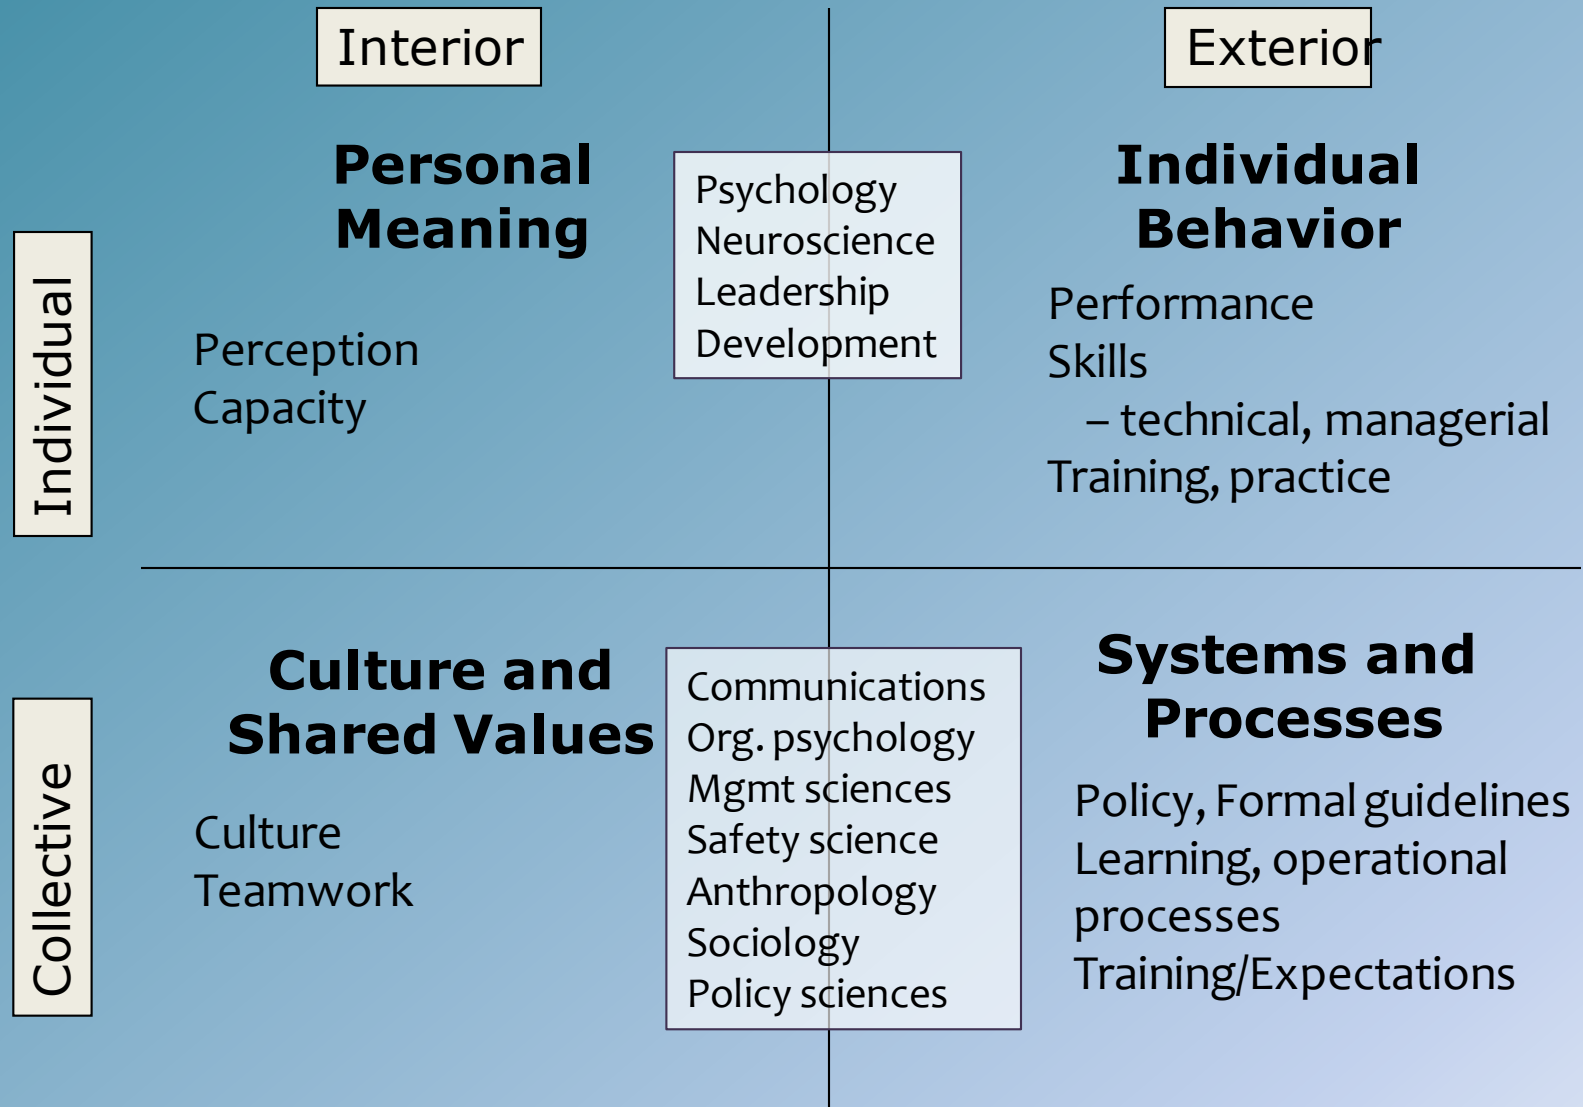 Interior
Exterior
Individual
Personal
Meaning
Perception
Capacity
Psychology
Neuroscience
Leadership
Development
Individual
Behavior
Performance
Skills
– technical, managerial
Training, practice
Collective
Culture and
Shared Values
Culture
Teamwork
Communications
Org. psychology
Mgmt sciences
Safety science
Anthropology
Sociology
Policy sciences
Systems and
Processes
Policy, Formal guidelines
Learning, operational
processes
Training/Expectations